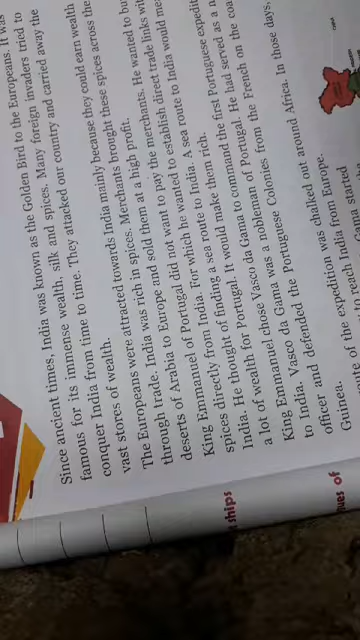 Since ancient times, India was known as the Golden Bird to the Europeans. It was
famous for its immense wealth, silk and spices. Many foreign invaders tried to
conquer India from time to time. They attacked our country and carried away the
vast stores of wealth.
The Europeans were attracted towards India mainly because they could earn wealth
through trade. India was rich in spices. Merchants brought these spices across the
deserts of Arabia to Europe and sold them at a high profit.
King Emmanuel of Portugal did not want to pay the merchants. He wanted to
spices directly from India. For which he wanted to establish direct trade links
India. He thought of finding a sea route to India. A sea route to India would
a lot of wealth for Portugal. It would make them rich.
King Emmanuel chose Vasco da Gama to command the first Portuguese
to India. Vasco da Gama was a nobleman of Portugal. He had served as a
officer and defended the Portuguese Colonies from the French on the
Guinea.
of the expedition was chalked out around Africa. In those days,
to reach India from Europe.
started
ships
of